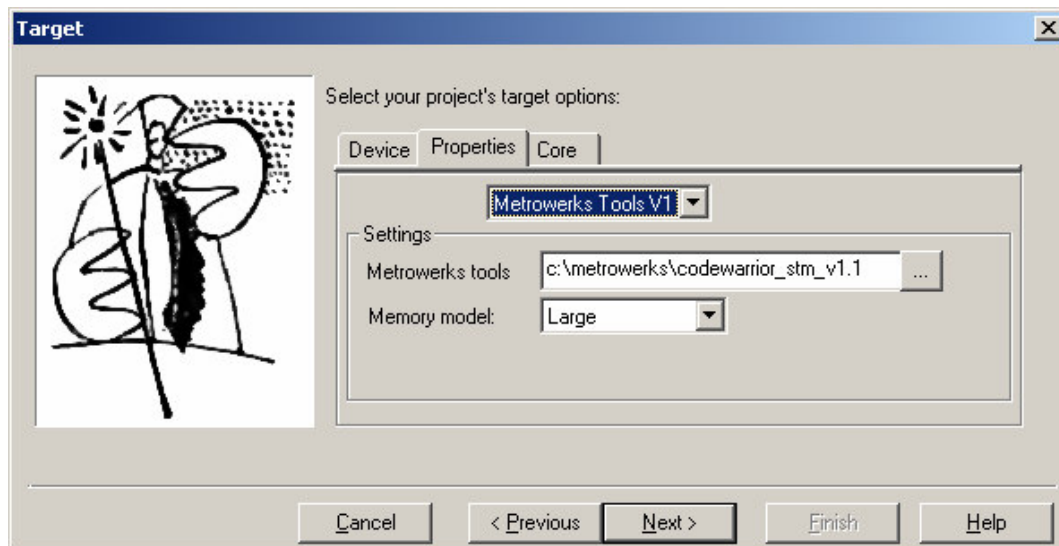 Target
Select your project's target options:
Device Properties Core
Metrowerks Tools V1
Settings
Metrowerks tools c:\metrowerks\codewarrior_stm_v1.1 ...
Memory model: Large
Cancel < Previous Next > Finish Help